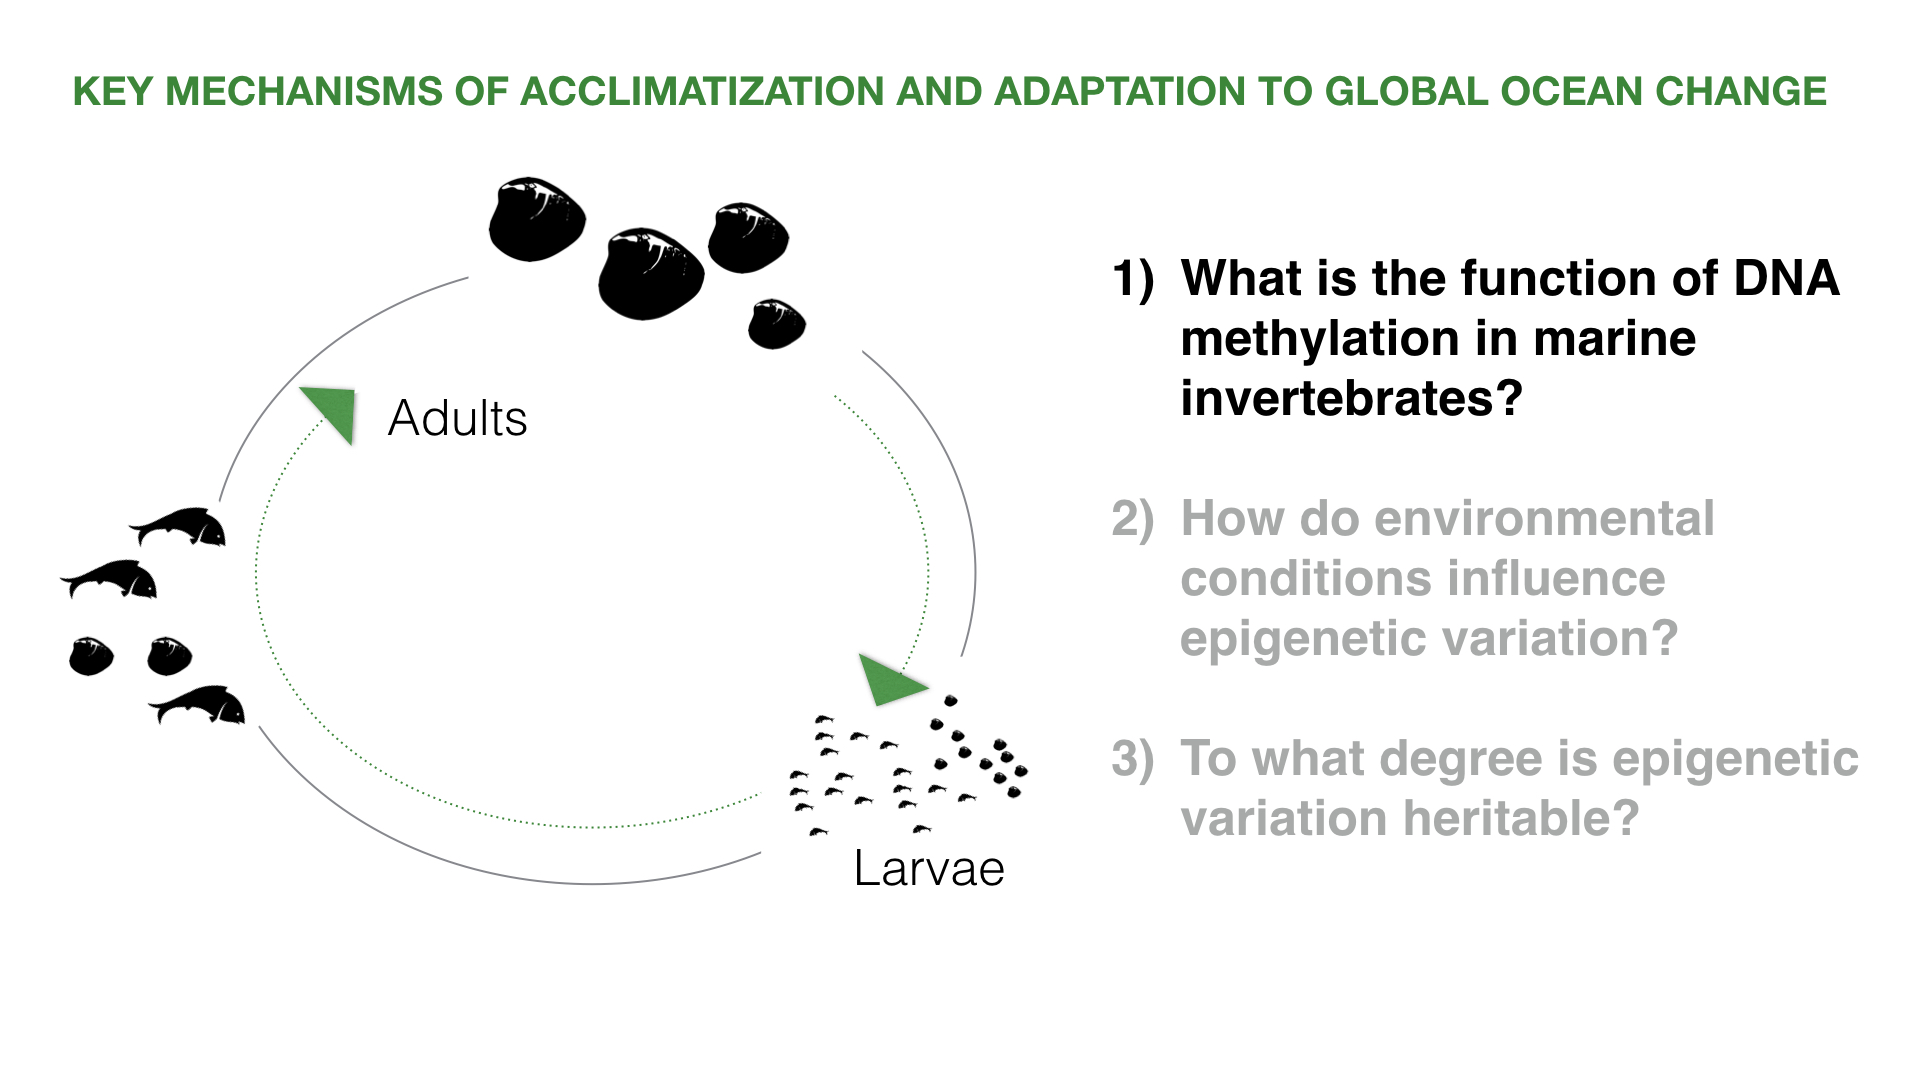 KEY MECHANISMS OF ACCLIMATIZATION AND ADAPTATION TO GLOBAL OCEAN CHANGE
Adults
Larvae
1) What is the function of DNA
methylation in marine
invertebrates?
2) How do environmental
conditions influence
epigenetic variation?
3) To what degree is epigenetic
variation heritable?